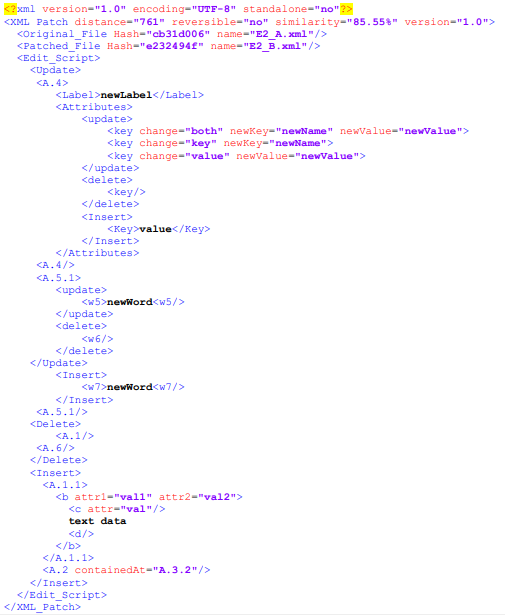 <?xml version="1.0" encoding="UTF-8" standalone="no"?>
<XML Patch distance="761" reversible="no" similarity="85.55%" version="1.0">
  <Original_File Hash="cb31d006" name="E2_A.xml"/>
  <Patched_File Hash="e232494f" name="E2_B.xml"/>
  <Edit_Script>
    <Update>
     <A.4>
        <Label>newLabel</Label>
        <Attributes>
            <update>
                <key change="both" newKey="newName" newValue="newValue">
                <key change="key" newKey="newName">
                <key change="value" newValue="newValue">
            </update>
            <delete>
                <key/>
            </delete>
            <Insert>
                <Key>value</Key>
            </Insert>
        </Attributes>
     <A.4/>
     <A.5.1>
        <update>
            <w5>newWord<w5/>
        </update>
        <delete>
            <w6/>
        </delete>
    </Update>
        <Insert>
            <w7>newWord<w7/>
        </Insert>
     <A.5.1/>
    <Delete>
        <A.1/>
     <A.6/>
    </Delete>
    <Insert>
      <A.1.1>
        <b attr1="val1" attr2="val2">
          <c attr="val"/>
          text data
          <d/>
        </b>
      </A.1.1>
      <A.2 containedAt="A.3.2"/>
    </Insert>
  </Edit_Script>
</XML_Patch>